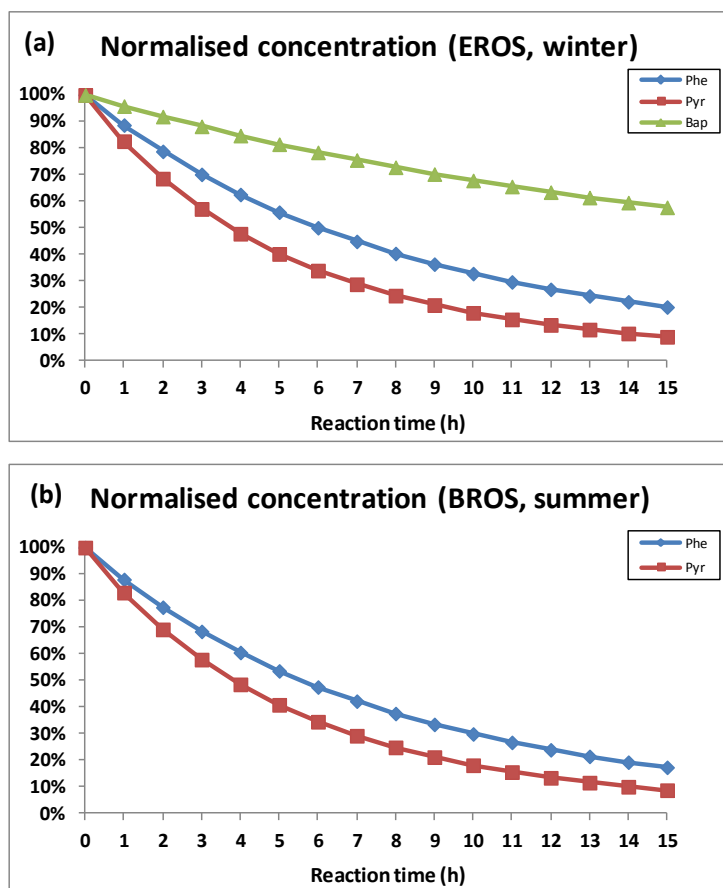 (a) Normalised concentration (EROS, winter)
Phe
Pyr
Bap
100%
90%
80%
70%
60%
50%
40%
30%
20%
10%
0%
0 1 2 3 4 5 6 7 8 9 10 11 12 13 14 15
Reaction time (h)
(b) Normalised concentration (BROS, summer)
Phe
Pyr
100%
90%
80%
70%
60%
50%
40%
30%
20%
10%
0%
0 1 2 3 4 5 6 7 8 9 10 11 12 13 14 15
Reaction time (h)